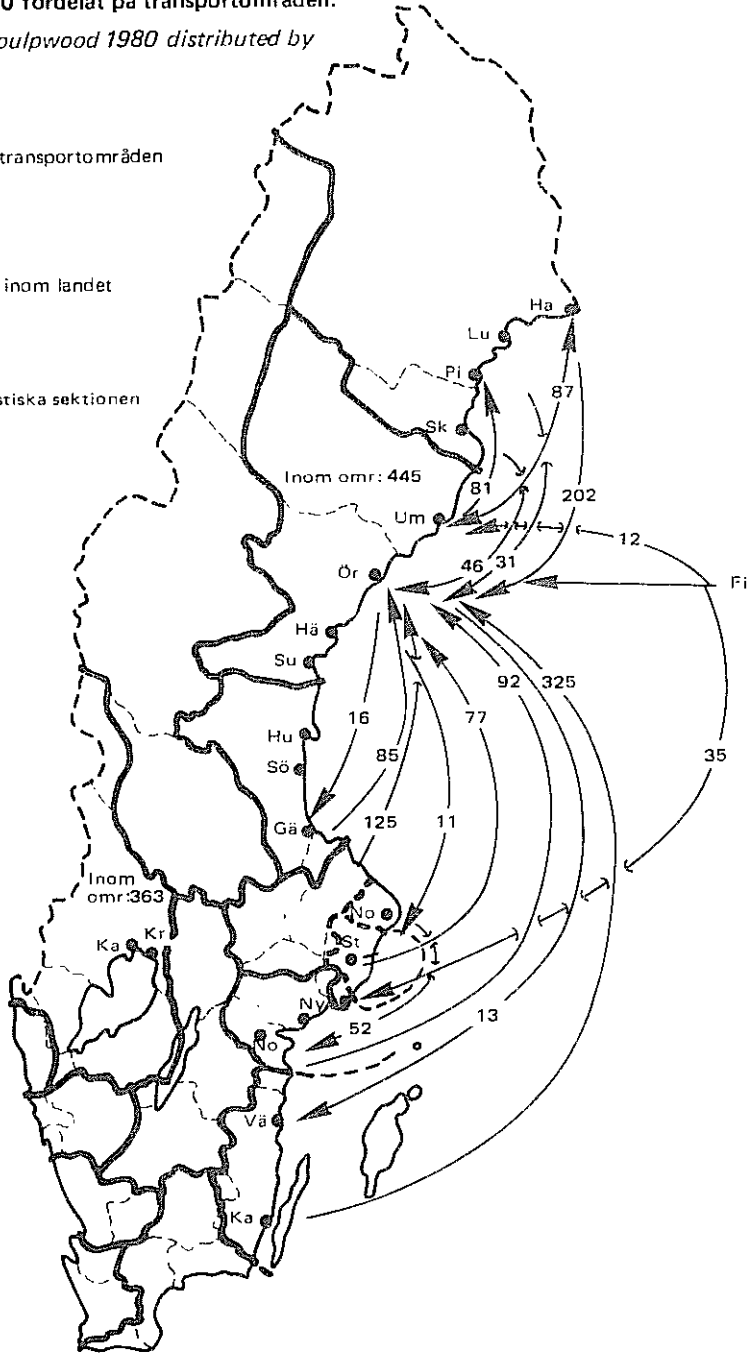 0 fördelat på transportområden.
oulpwood 1980 distributed by
transportområden
inom landet
stiska sektionen
Ha
Lu
Pi
87
Sk
Inom omr: 445
81
202
Um
12
46
31
Ör
Fi
Hä
Su
92
325
16
77
Hu
85
35
Sö
125
11
Gä
Inom
omr:363
No
Ka
Kr
St
Ny
52
13
No
Vä
Ka